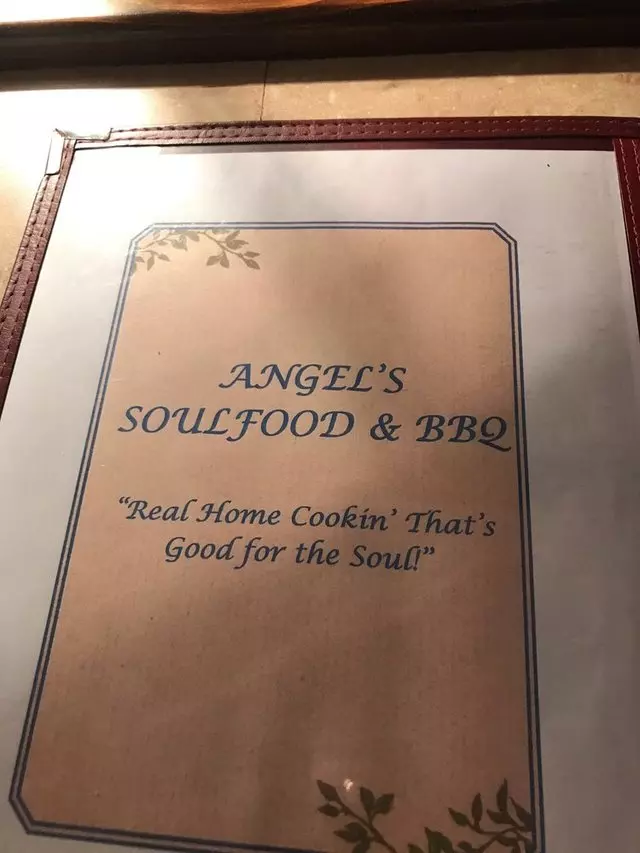 ANGEL'S
SOULFOOD & BBQ
"Real Home Cookin' That's
Good for the Soul!"